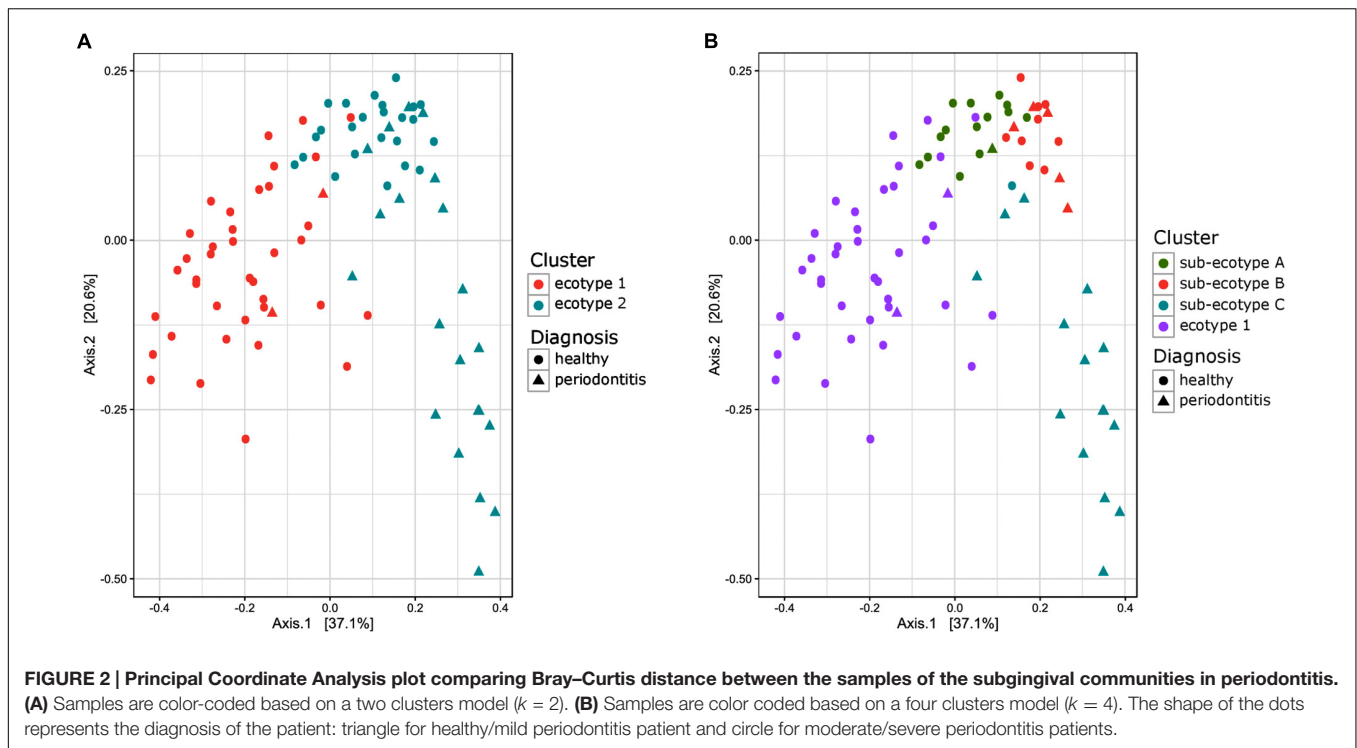 A
0.25
0.00
-0.25
-0.50
Axis.2 [20.6%]
-0.4 -0.2 0.0 0.2 0.4
Axis.1 [37.1%]
Cluster
ecotype 1
ecotype 2
Diagnosis
healthy
periodontitis
B
0.25
0.00
-0.25
-0.50
Axis.2 [20.6%]
-0.4 -0.2 0.0 0.2 0.4
Axis.1 [37.1%]
Cluster
sub-ecotype A
sub-ecotype B
sub-ecotype C
ecotype 1
Diagnosis
healthy
periodontitis
FIGURE 2 | Principal Coordinate Analysis plot comparing Bray–Curtis distance between the samples of the subgingival communities in periodontitis.
(A) Samples are color-coded based on a two clusters model (k = 2). (B) Samples are color coded based on a four clusters model (k = 4). The shape of the dots
represents the diagnosis of the patient: triangle for healthy/mild periodontitis patient and circle for moderate/severe periodontitis patients.